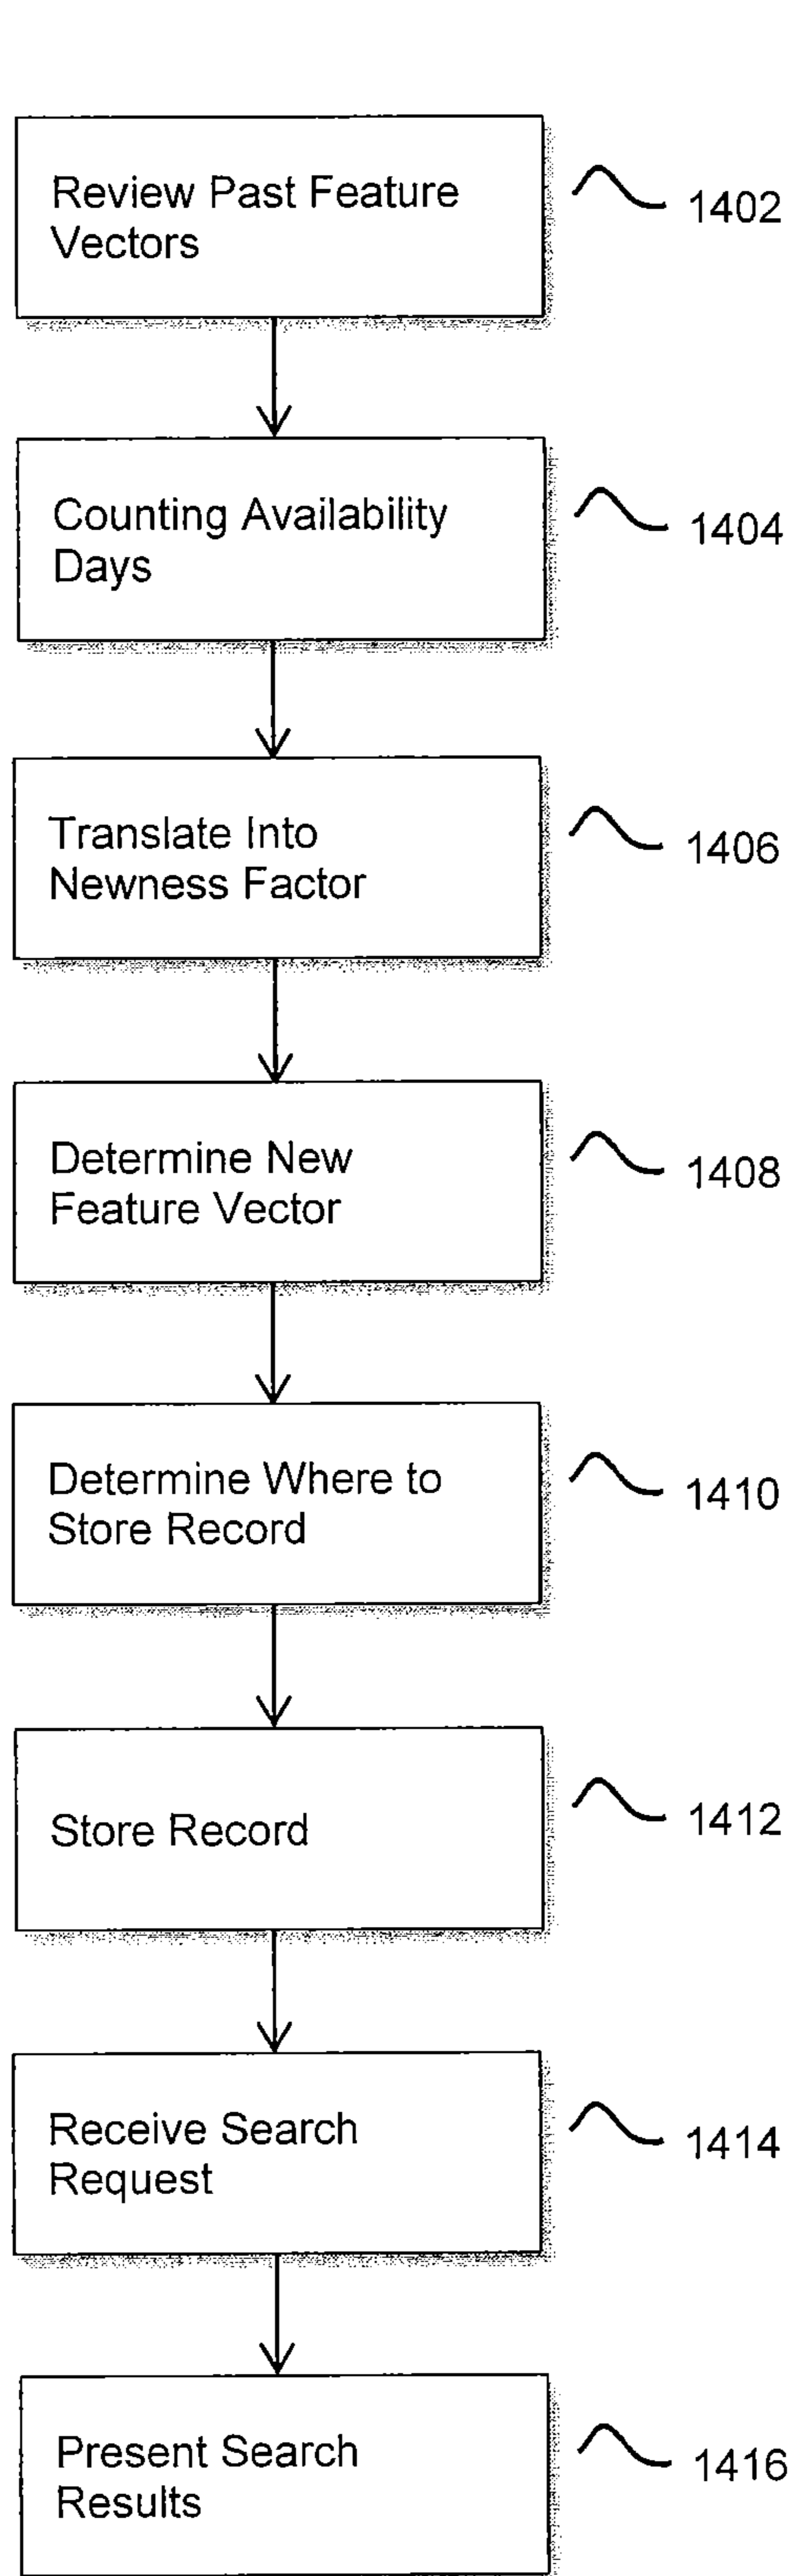 Review Past Feature
Vectors
1402
Counting Availability
Days
1404
Translate Into
Newness Factor
1406
Determine New
Feature Vector
1408
Determine Where to
Store Record
1410
Store Record
1412
Receive Search
Request
1414
Present Search
Results
1416